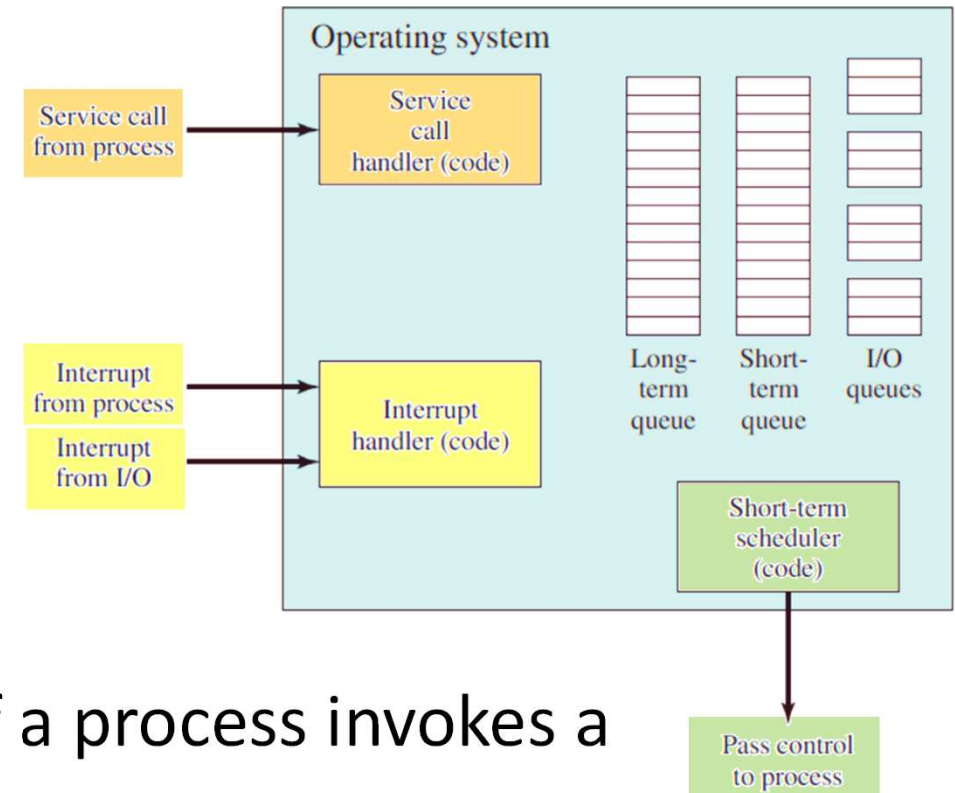 Operating system
Service call
from process
Service
call
handler (code)
Interrupt
from process
Interrupt
from I/O
Interrupt
handler (code)
Long-
term
queue
Short-
term
queue
I/O
queues
Short-term
scheduler
(code)
a process invokes a
Pass control
to process